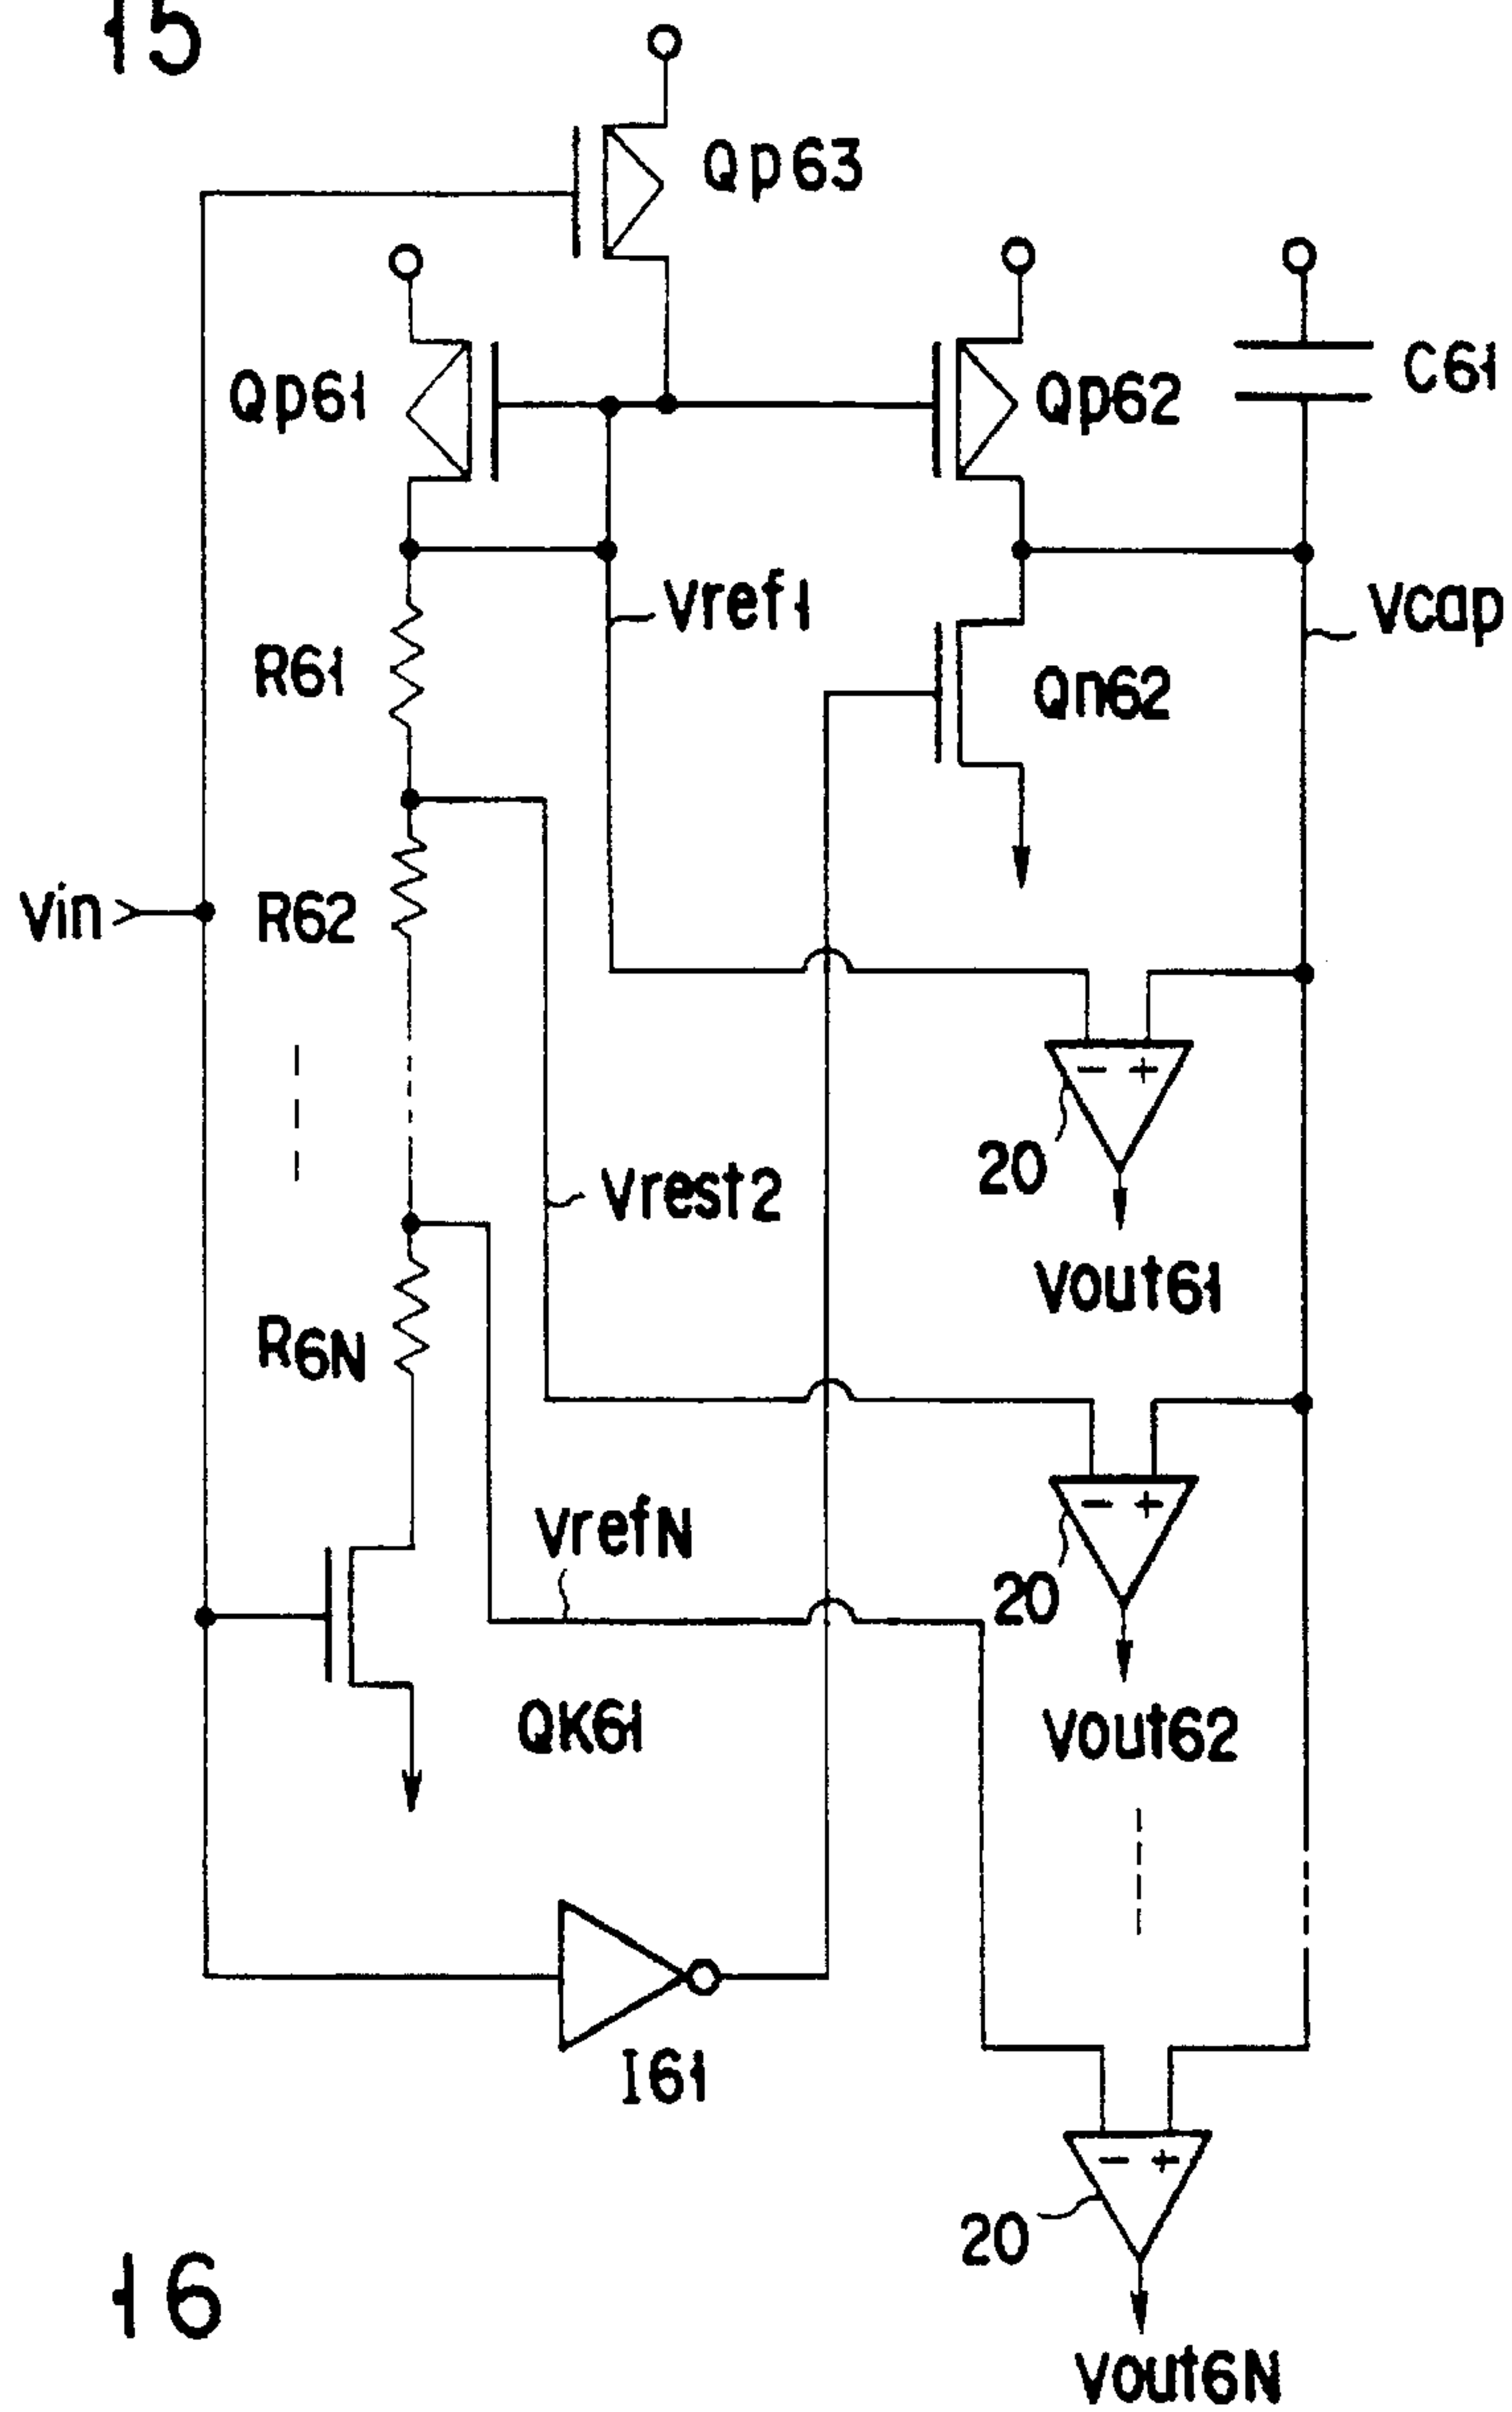 15
Qp63
Qp61
Qp62
C61
Vref1
Vcap
R61
Qn62
Vin
R62
- +
20
Vrest2
Vout61
R6N
- +
VrefN
20
QK61
Vout62
I61
- +
20
16
Vout6N